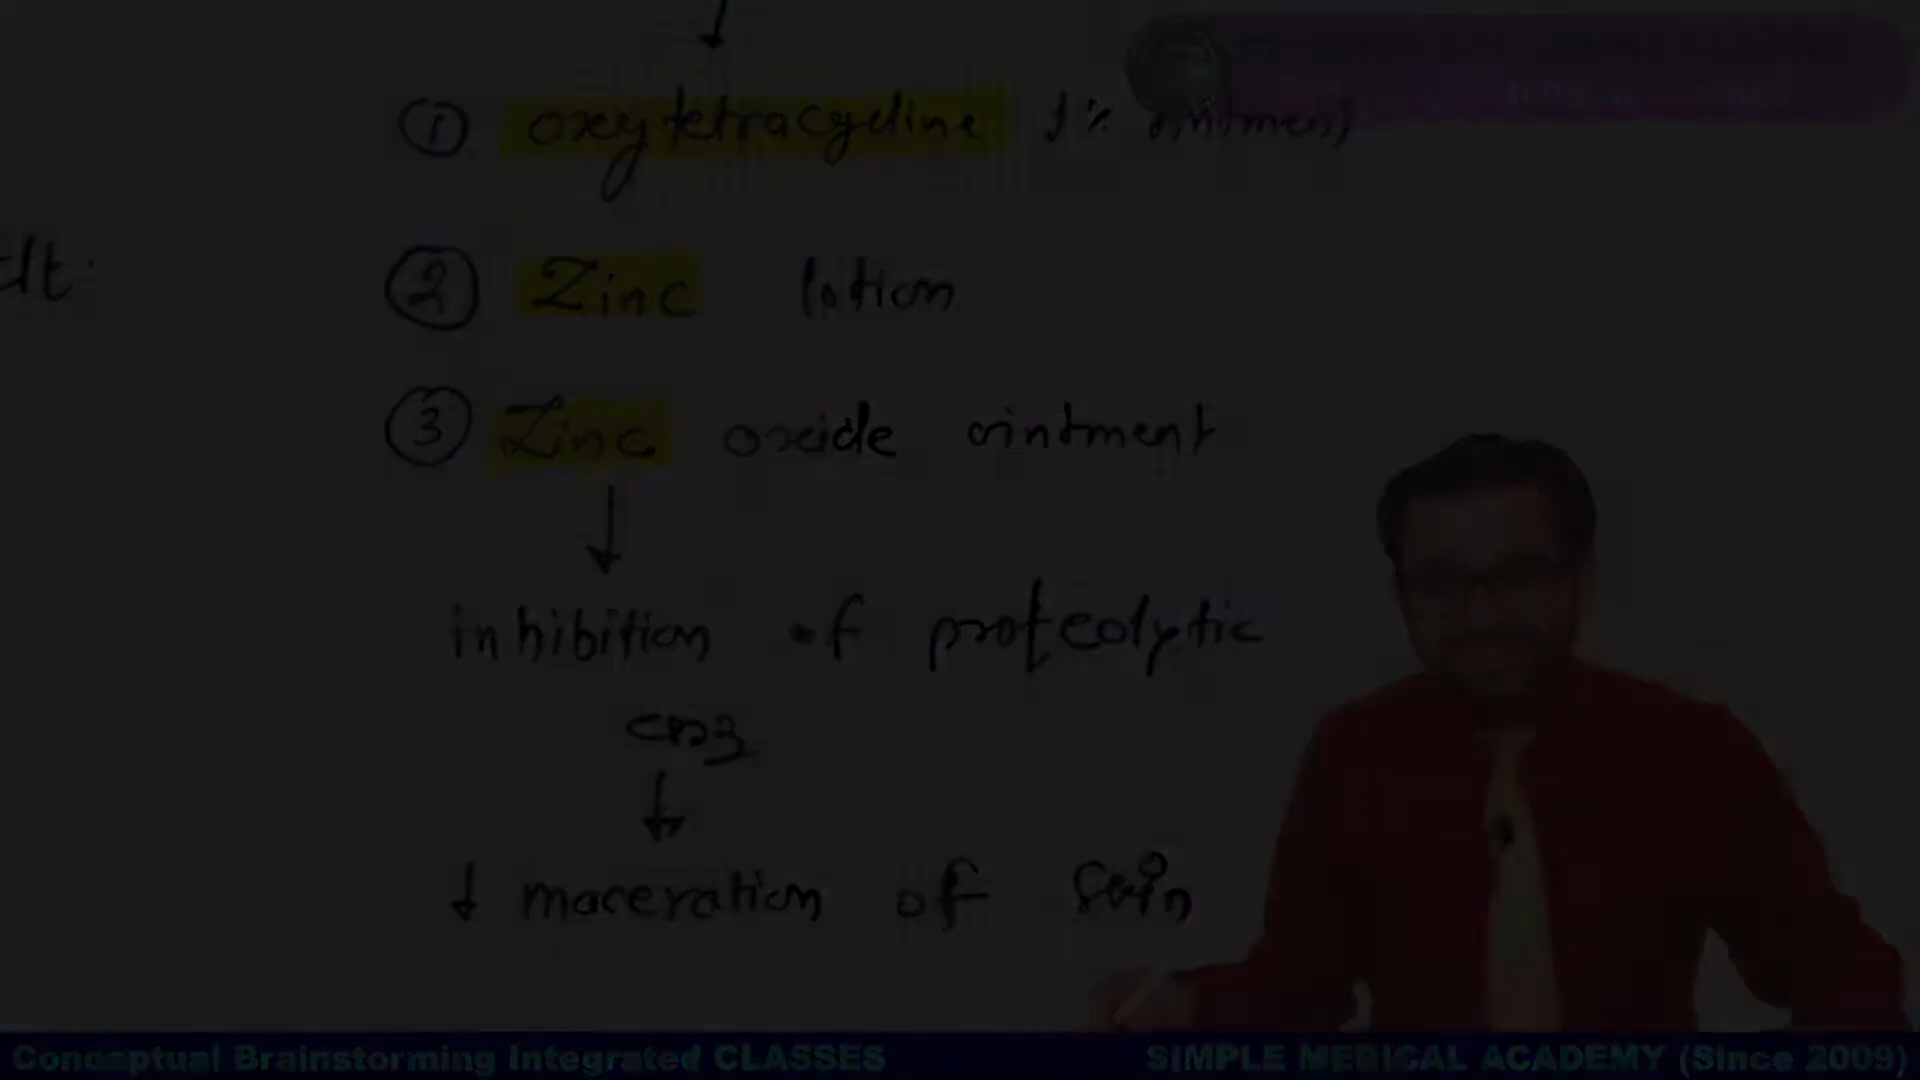 ① oxytetracycline 1% ointment
② Zinc lotion
③ Zinc oxide ointment
↓
inhibition of proteolytic
enz
↓
↓ maceration of skin
Conceptual Brainstorming Integrated CLASSES
SIMPLE MEDICAL ACADEMY (Since 2009)